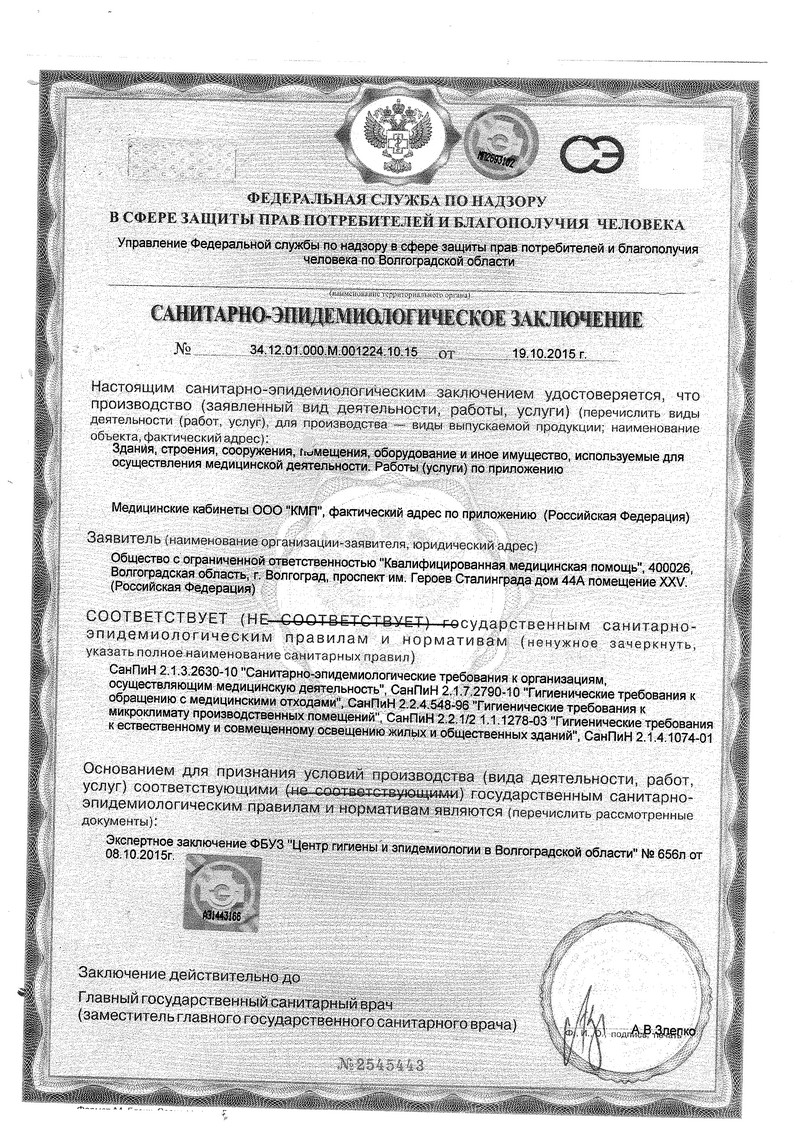 ММ2693102
СЭ
ФЕДЕРАЛЬНАЯ СЛУЖБА ПО НАДЗОРУ
В СФЕРЕ ЗАЩИТЫ ПРАВ ПОТРЕБИТЕЛЕЙ И БЛАГОПОЛУЧИЯ ЧЕЛОВЕКА
Управление Федеральной службы по надзору в сфере защиты прав потребителей и благополучия
человека по Волгоградской области
(наименование территориального органа)
САНИТАРНО-ЭПИДЕМИОЛОГИЧЕСКОЕ ЗАКЛЮЧЕНИЕ
№ 34.12.01.000.М.001224.10.15 от 19.10.2015 г.
Настоящим санитарно-эпидемиологическим заключением удостоверяется, что
производство (заявленный вид деятельности, работы, услуги) (перечислить виды
деятельности (работ, услуг), для производства — виды выпускаемой продукции; наименование
объекта, фактический адрес):
Здания, строения, сооружения, помещения, оборудование и иное имущество, используемые для
осуществления медицинской деятельности. Работы (услуги) по приложению
Медицинские кабинеты ООО "КМП", фактический адрес по приложению (Российская Федерация)
Заявитель (наименование организации-заявителя, юридический адрес)
Общество с ограниченной ответственностью "Квалифицированная медицинская помощь", 400026,
Волгоградская область, г. Волгоград, проспект им. Героев Сталинграда дом 44А помещение XXV.
(Российская Федерация)
СООТВЕТСТВУЕТ (НЕ СООТВЕТСТВУЕТ) государственным санитарно-
эпидемиологическим правилам и нормативам (ненужное зачеркнуть,
указать полное наименование санитарных правил)
СанПиН 2.1.3.2630-10 "Санитарно-эпидемиологические требования к организациям,
осуществляющим медицинскую деятельность", СанПиН 2.1.7.2790-10 "Гигиенические требования к
обращению с медицинскими отходами", СанПиН 2.2.4.548-96 "Гигиенические требования к
микроклимату производственных помещений", СанПиН 2.2.1/2 1.1.1278-03 "Гигиенические требования
к естественному и совмещенному освещению жилых и общественных зданий", СанПиН 2.1.4.1074-01
Основанием для признания условий производства (вида деятельности, работ,
услуг) соответствующими (не соответствующими) государственным санитарно-
эпидемиологическим правилам и нормативам являются (перечислить рассмотренные
документы):
Экспертное заключение ФБУЗ "Центр гигиены и эпидемиологии в Волгоградской области" № 656л от
08.10.2015г.
А31443166
Заключение действительно до
Главный государственный санитарный врач
(заместитель главного государственного санитарного врача)
А.В.Злепко
Ф. И. О., подпись, печать
№2545443